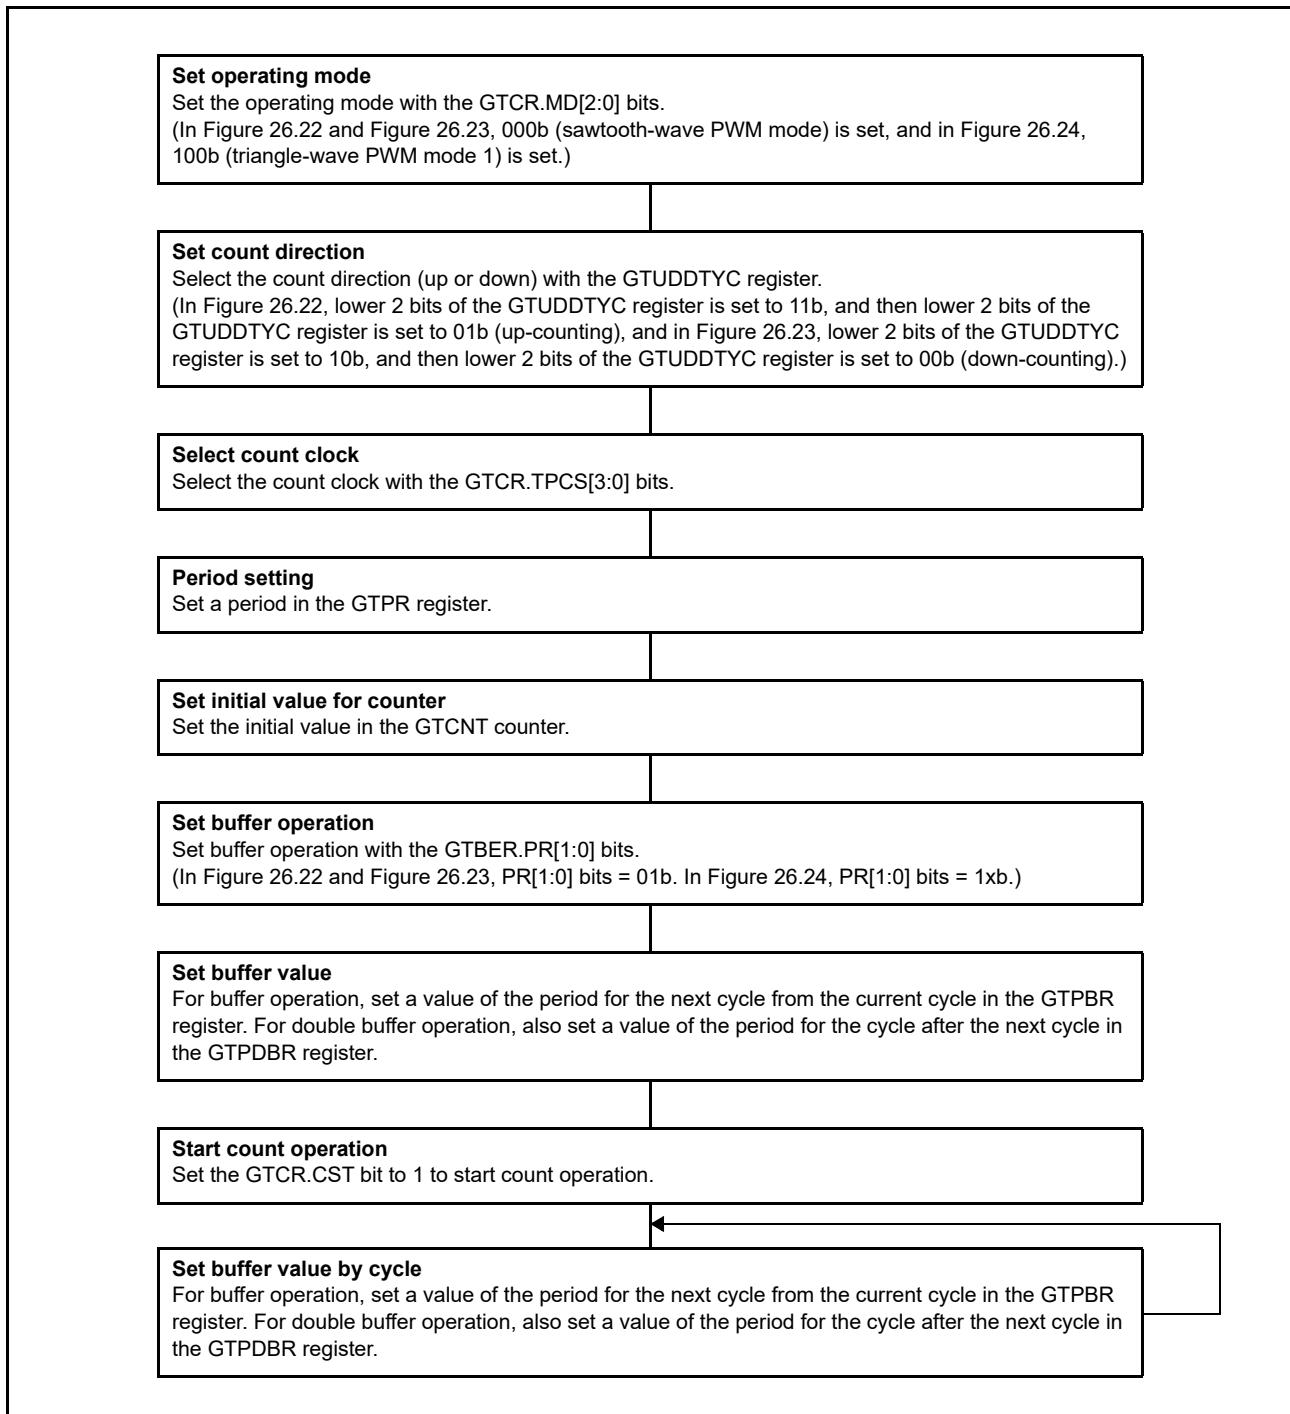 Set operating mode
Set the operating mode with the GTCR.MD[2:0] bits.
(In Figure 26.22 and Figure 26.23, 000b (sawtooth-wave PWM mode) is set, and in Figure 26.24,
100b (triangle-wave PWM mode 1) is set.)
Set count direction
Select the count direction (up or down) with the GTUDDTYC register.
(In Figure 26.22, lower 2 bits of the GTUDDTYC register is set to 11b, and then lower 2 bits of the
GTUDDTYC register is set to 01b (up-counting), and in Figure 26.23, lower 2 bits of the GTUDDTYC
register is set to 10b, and then lower 2 bits of the GTUDDTYC register is set to 00b (down-counting).)
Select count clock
Select the count clock with the GTCR.TPCS[3:0] bits.
Period setting
Set a period in the GTPR register.
Set initial value for counter
Set the initial value in the GTCNT counter.
Set buffer operation
Set buffer operation with the GTBER.PR[1:0] bits.
(In Figure 26.22 and Figure 26.23, PR[1:0] bits = 01b. In Figure 26.24, PR[1:0] bits = 1xb.)
Set buffer value
For buffer operation, set a value of the period for the next cycle from the current cycle in the GTPBR
register. For double buffer operation, also set a value of the period for the cycle after the next cycle in
the GTPDBR register.
Start count operation
Set the GTCR.CST bit to 1 to start count operation.
Set buffer value by cycle
For buffer operation, set a value of the period for the next cycle from the current cycle in the GTPBR
register. For double buffer operation, also set a value of the period for the cycle after the next cycle in
the GTPDBR register.